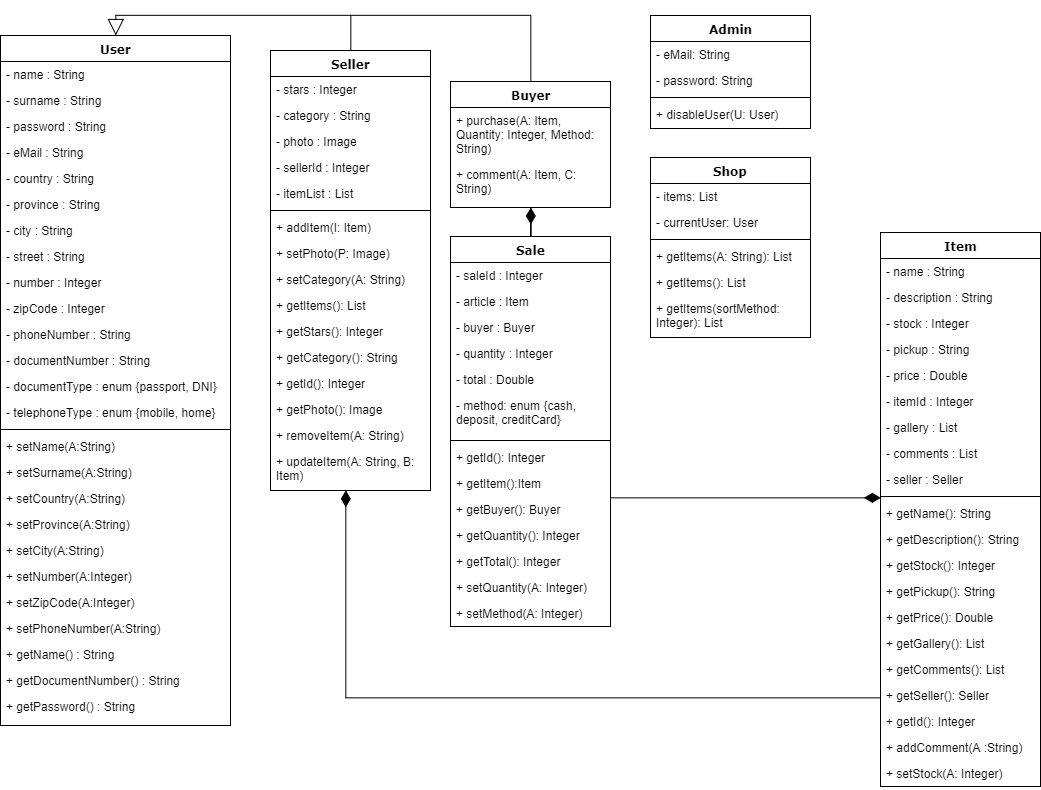 User
- name : String
- surname : String
- password : String
- eMail : String
- country : String
- province : String
- city : String
- street : String
- number : Integer
- zipCode : Integer
- phoneNumber : String
- documentNumber : String
- documentType : enum {passport, DNI}
- telephoneType : enum {mobile, home}
+ setName(A:String)
+ setSurname(A:String)
+ setCountry(A:String)
+ setProvince(A:String)
+ setCity(A:String)
+ setNumber(A:Integer)
+ setZipCode(A:Integer)
+ setPhoneNumber(A:String)
+ getName() : String
+ getDocumentNumber() : String
+ getPassword() : String
Seller
- stars : Integer
- category : String
- photo : Image
- sellerId : Integer
- itemList : List
+ addItem(I: Item)
+ setPhoto(P: Image)
+ setCategory(A: String)
+ getItems(): List
+ getStars(): Integer
+ getCategory(): String
+ getId(): Integer
+ getPhoto(): Image
+ removeItem(A: String)
+ updateItem(A: String, B:
Item)
Buyer
+ purchase(A: Item,
Quantity: Integer, Method:
String)
+ comment(A: Item, C:
String)
Sale
- saleId : Integer
- article : Item
- buyer : Buyer
- quantity : Integer
- total : Double
- method: enum {cash,
deposit, creditCard}
+ getId(): Integer
+ getItem():Item
+ getBuyer(): Buyer
+ getQuantity(): Integer
+ getTotal(): Integer
+ setQuantity(A: Integer)
+ setMethod(A: Integer)
Admin
- eMail: String
- password: String
+ disableUser(U: User)
Shop
- items: List
- currentUser: User
+ getItems(A: String): List
+ getItems(): List
+ getItems(sortMethod:
Integer): List
Item
- name : String
- description : String
- stock : Integer
- pickup : String
- price : Double
- itemId : Integer
- gallery : List
- comments : List
- seller : Seller
+ getName(): String
+ getDescription(): String
+ getStock(): Integer
+ getPickup(): String
+ getPrice(): Double
+ getGallery(): List
+ getComments(): List
+ getSeller(): Seller
+ getId(): Integer
+ addComment(A :String)
+ setStock(A: Integer)